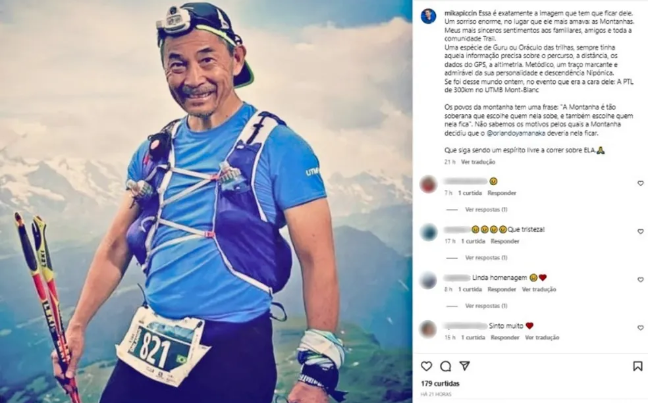 mikapiccin Essa é exatamente a Imagem que tem que ficar dele.
Um sorriso enorme, no lugar que ele mais amava! as Montanhas.
Meus mais sinceros sentimentos aos familiares, amigos e toda a
comunidade Trail.
Uma espécie de Guru ou Oráculo das trilhas, sempre tinha
aquela informação precisa sobre o percurso, a distância, os
dados do GPS, a altimetria. Metódico, um traço marcante e
admirável da sua personalidade e descendência Nipônica.
Se foi desse mundo ontem, no evento que era a cara dele: A PTL
de 300km no UTMB Mont-Blanc
Os povos da montanha tem uma frase: "A Montanha é tão
soberana que escolhe quem nela sobe, e também escolhe quem
nela fica". Não sabemos os motivos pelos quais a Montanha
decidiu que o @orlandoyamanaka deveria nela ficar.
Que siga sendo um espírito livre a correr sobre ELA.🙏
21 h Ver tradução
7 h 1 curtida Responder
Ver respostas (1)
Que tristeza!
17 h 1 curtida Responder
Ver respostas (1)
Linda homenagem
8 h 1 curtida Responder Ver tradução
Ver respostas (1)
Sinto muito ❤
15 h 1 curtida Responder Ver tradução
179 curtidas
HÁ 21 HORAS
UTMB
LEKI
821